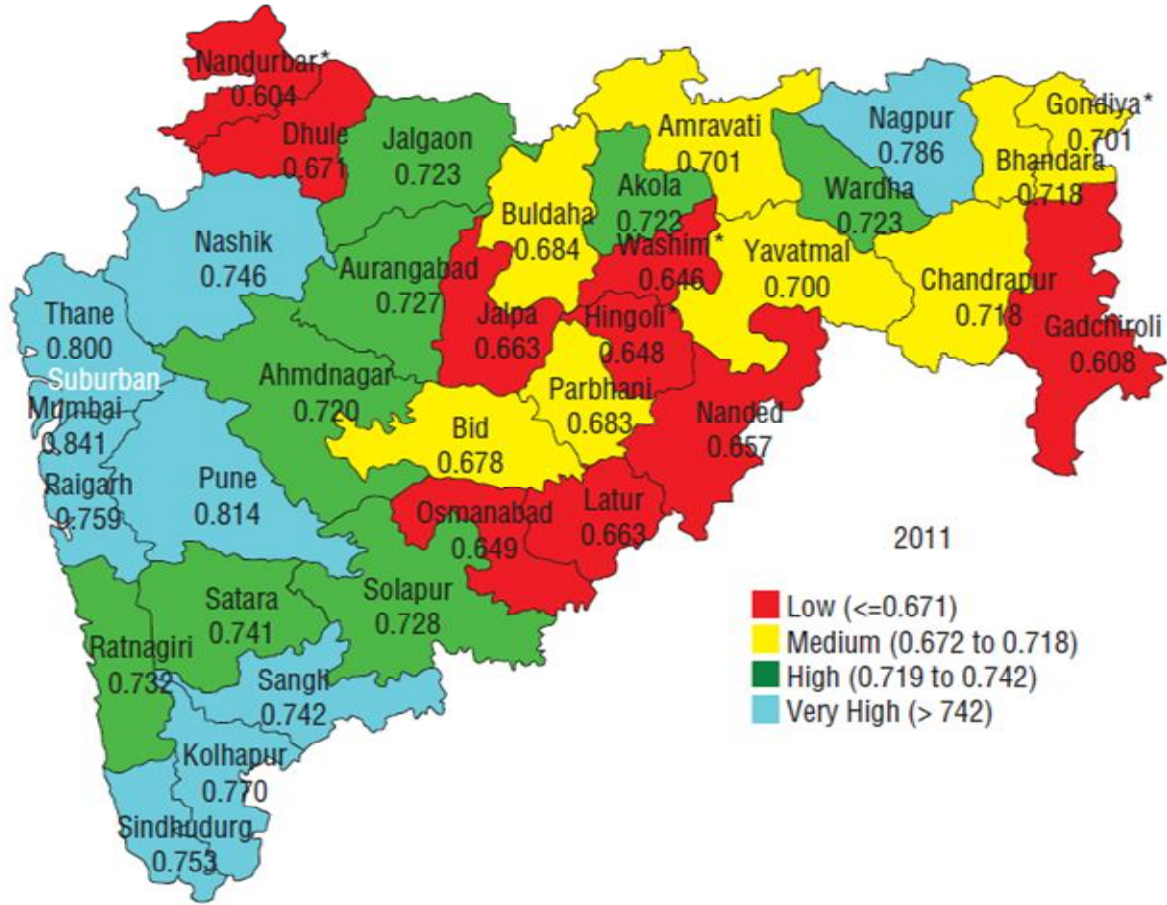 Nandurbar*
0.604
Dhule
0.671
Jalgaon
0.723
Nashik
0.746
Buldaha
0.684
Akola
0.722
Amravati
0.701
Wardha
0.723
Nagpur
0.786
Bhandara
0.718
Gondiya*
0.701
Aurangabad
0.727
Jalpa
0.663
Washim*
0.646
Hingoli*
0.648
Yavatmal
0.700
Chandrapur
0.718
Gadchiroli
0.608
Thane
0.800
Suburban
Mumbai
0.841
Raigarh
0.759
Ahmdnagar
0.720
Parbhani
0.683
Bid
0.678
Nanded
0.657
Pune
0.814
Osmanabad
0.649
Latur
0.663
Satara
0.741
Solapur
0.728
Ratnagiri
0.732
Sangli
0.742
Kolhapur
0.770
Sindhudurg
0.753
2011
Low (<=0.671)
Medium (0.672 to 0.718)
High (0.719 to 0.742)
Very High (> 742)